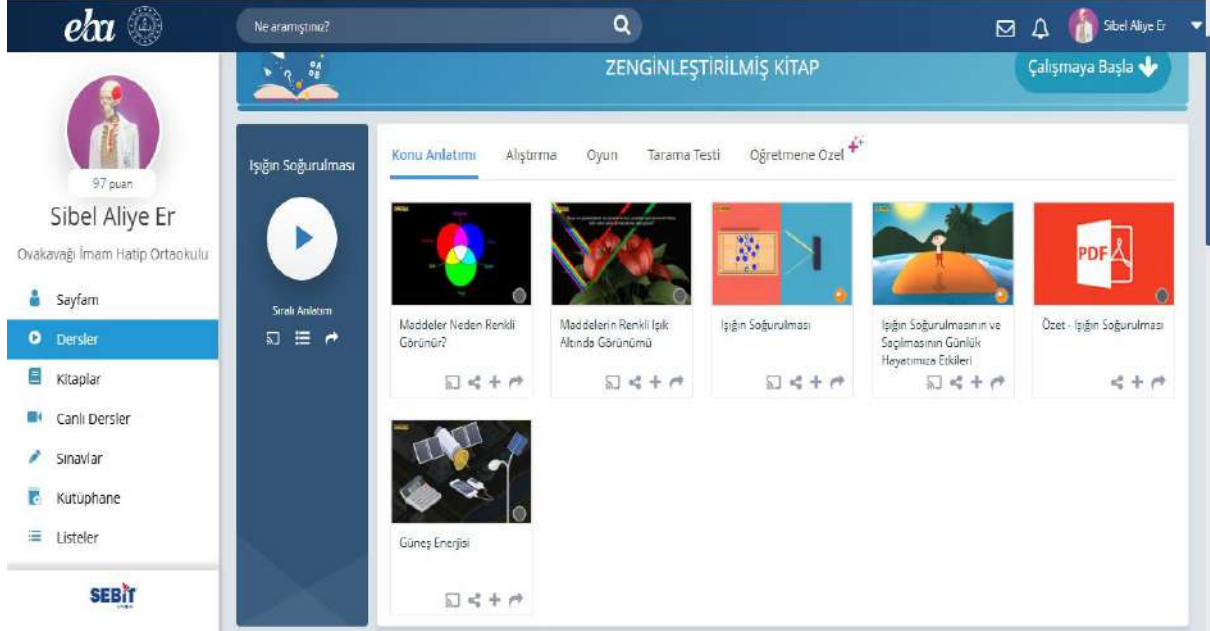 eba
Ne aramıştınız?
Sibel Aliye Er
ZENGİNLEŞTİRİLMİŞ KİTAP
Çalışmaya Başla
97 puan
Sibel Aliye Er
Ovakavağı İmam Hatip Ortaokulu
Sayfam
Dersler
Kitaplar
Canlı Dersler
Sınavlar
Kütüphane
Listeler
SEBİT
Işığın Soğurulması
Sıralı Anlatım
Konu Anlatımı
Alıştırma
Oyun
Tarama Testi
Öğretmene Özel
Maddeler Neden Renkli
Görünür?
Maddelerin Renkli Işık
Altında Görünümü
Işığın Soğurulması
Işığın Soğurulmasının ve
Saçılmasının Günlük
Hayatımıza Etkileri
PDF
Özet - Işığın Soğurulması
Güneş Enerjisi